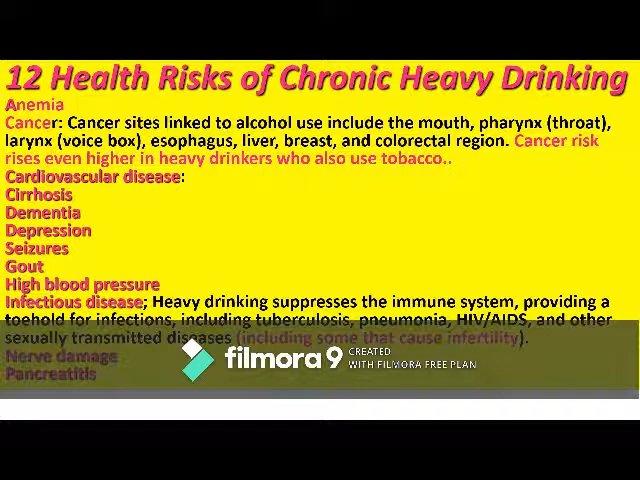 12 Health Risks of Chronic Heavy Drinking
Anemia
Cancer: Cancer sites linked to alcohol use include the mouth, pharynx (throat),
larynx (voice box), esophagus, liver, breast, and colorectal region. Cancer risk
rises even higher in heavy drinkers who also use tobacco..
Cardiovascular disease:
Cirrhosis
Dementia
Depression
Seizures
Gout
High blood pressure
Infectious disease; Heavy drinking suppresses the immune system, providing a
toehold for infections, including tuberculosis, pneumonia, HIV/AIDS, and other
sexually transmitted diseases (including some that cause infertility).
Nerve damage
Pancreatitis
filmora 9
CREATED
WITH FILMORA FREE PLAN